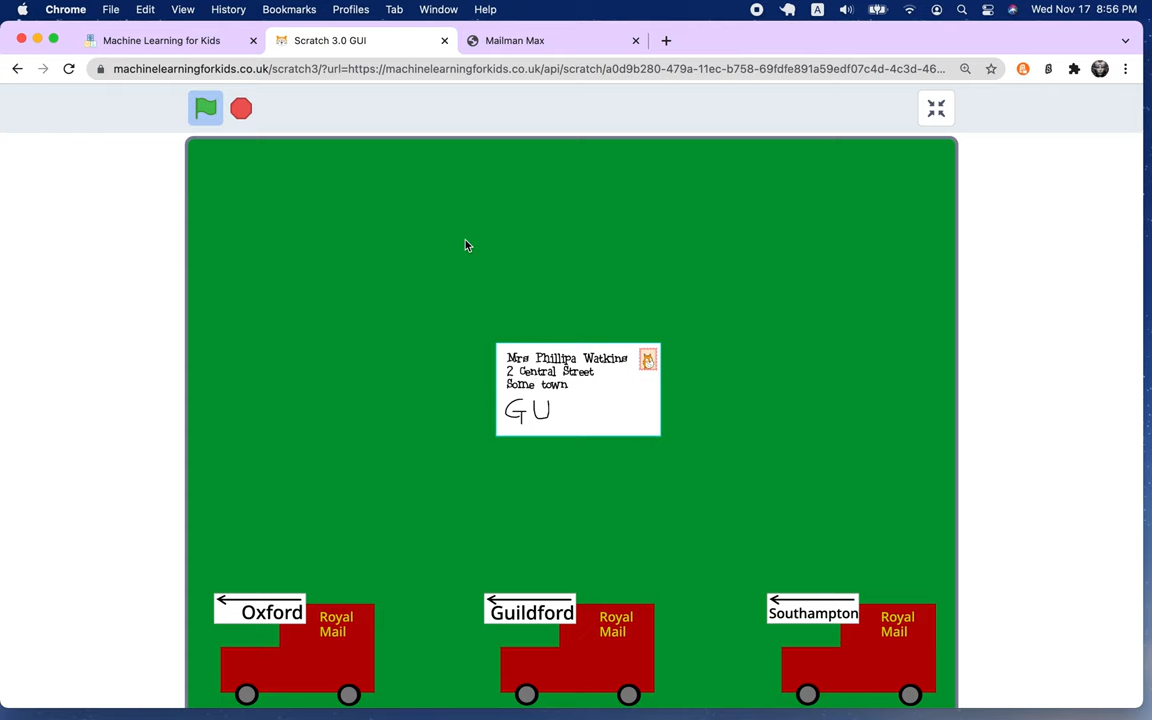 Chrome File Edit View History Bookmarks Profiles Tab Window Help A Wed Nov 17 8:56 PM
Machine Learning for Kids Scratch 3.0 GUI Mailman Max
machinelearningforkids.co.uk/scratch3/?url=https://machinelearningforkids.co.uk/api/scratch/a0d9b280-479a-11ec-b758-69fdfe891a59edf07c4d-4c3d-46...
Mrs Phillipa Watkins
2 Central Street
Some town
GU
Oxford
Royal
Mail
Guildford
Royal
Mail
Southampton
Royal
Mail